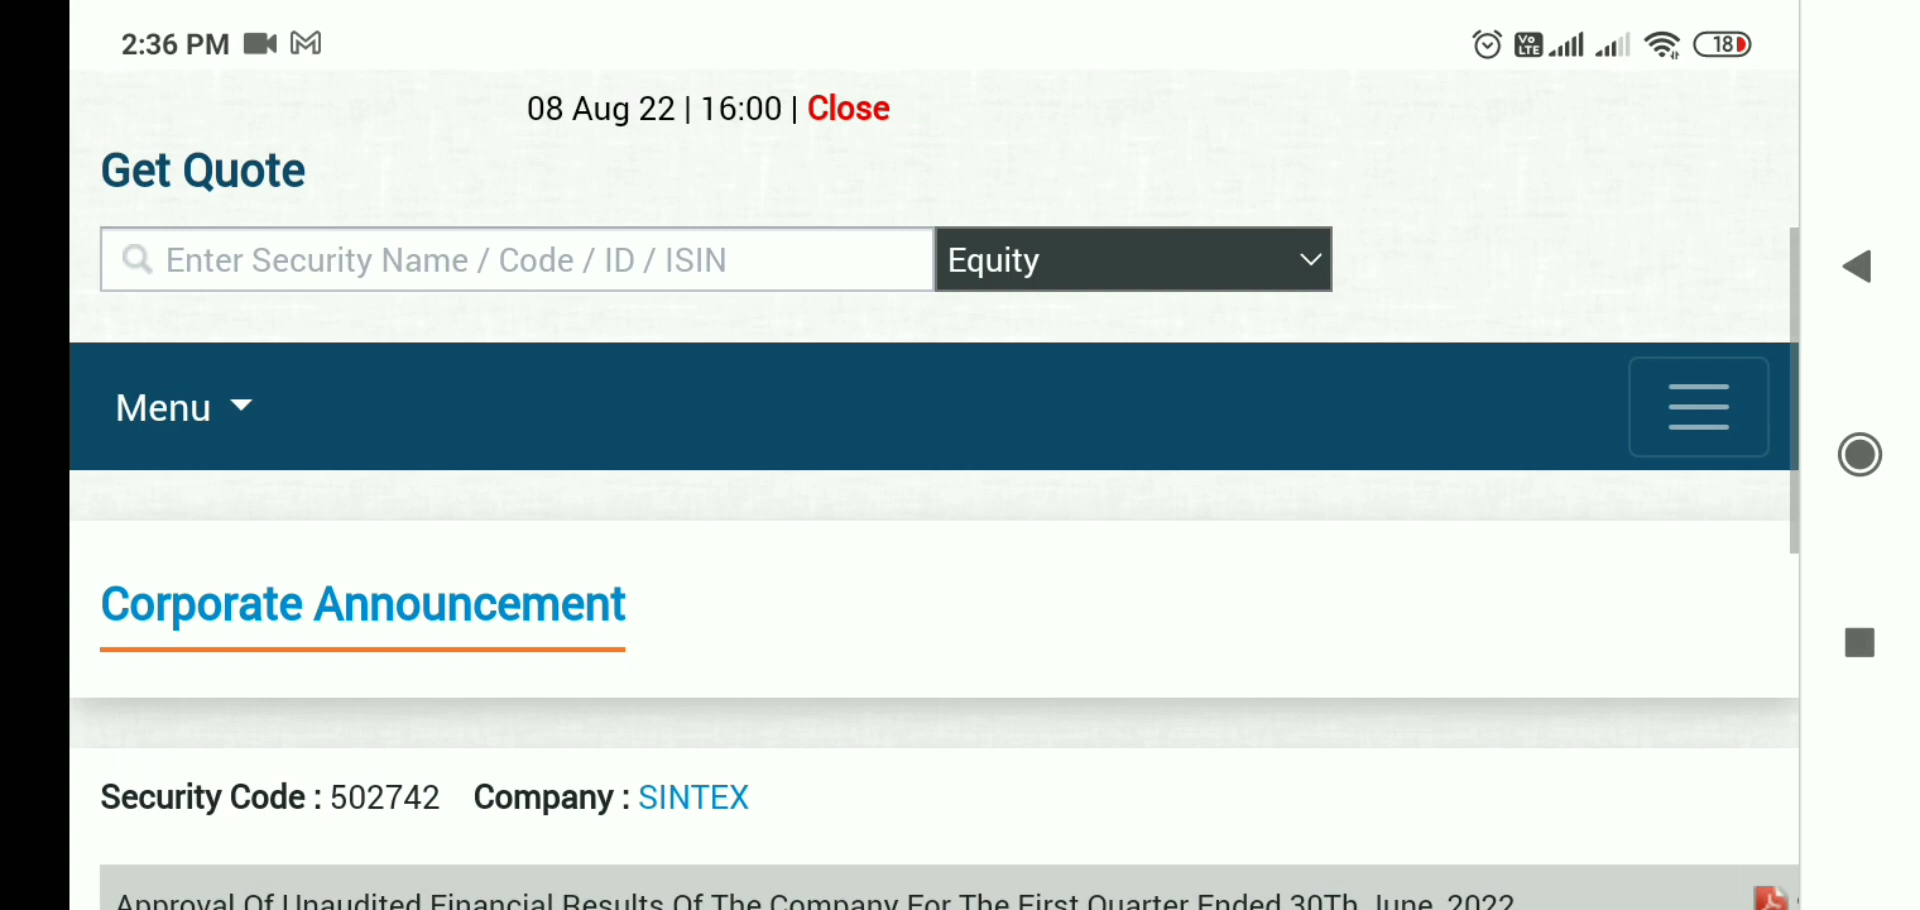 2:36 PM
Vo LTE
18
08 Aug 22 | 16:00 | Close
Get Quote
Enter Security Name / Code / ID / ISIN
Equity
Menu
Corporate Announcement
Security Code : 502742 Company : SINTEX
Approval Of Unaudited Financial Results Of The Company For The First Quarter Ended 30Th June, 2022